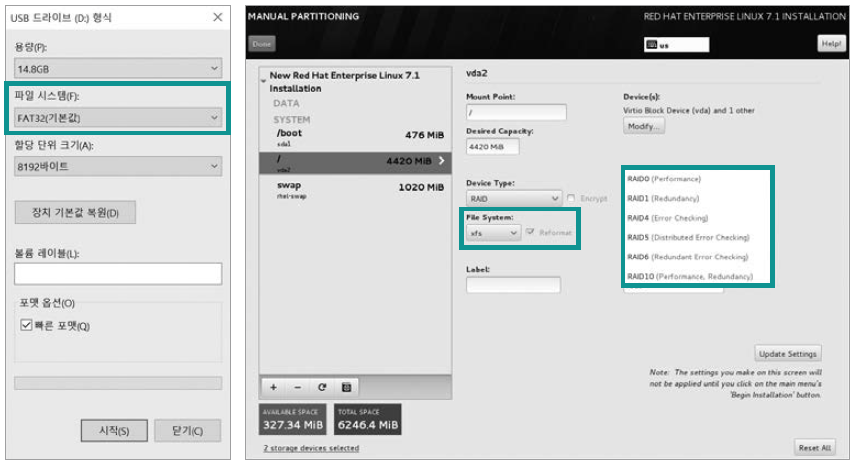 USB 드라이브 (D:) 형식
용량(P):
14.8GB
파일 시스템(F):
FAT32(기본값)
할당 단위 크기(A):
8192바이트
장치 기본값 복원(D)
볼륨 레이블(L):
포맷 옵션(O)
빠른 포맷(Q)
시작(S)
닫기(C)
MANUAL PARTITIONING
RED HAT ENTERPRISE LINUX 7.1 INSTALLATION
Done
us
Help!
New Red Hat Enterprise Linux 7.1
Installation
DATA
SYSTEM
/boot
476 MiB
sda1
/
4420 MiB
vda2
swap
1020 MiB
rhel-swap
+ -
AVAILABLE SPACE
327.34 MiB
TOTAL SPACE
6246.4 MiB
2 storage devices selected
vda2
Mount Point:
/
Desired Capacity:
4420 MiB
Device(s):
Virtio Block Device (vda) and 1 other
Modify...
Device Type:
RAID
Encrypt
File System:
xfs
Reformat
Label:
RAID0 (Performance)
RAID1 (Redundancy)
RAID4 (Error Checking)
RAID5 (Distributed Error Checking)
RAID6 (Redundant Error Checking)
RAID10 (Performance, Redundancy)
Update Settings
Note: The settings you make on this screen will
not be applied until you click on the main menu's
'Begin Installation' button.
Reset All